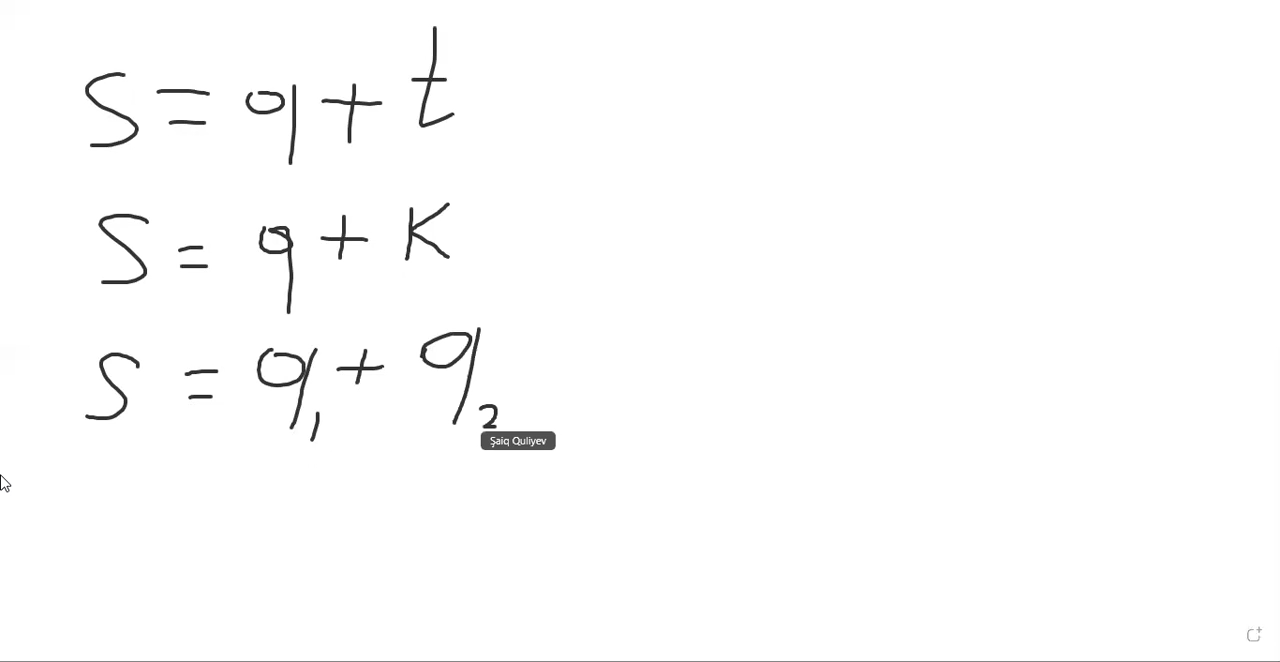 S = q + t
S = q + K
S = q₁ + q₂
Şaiq Quliyev